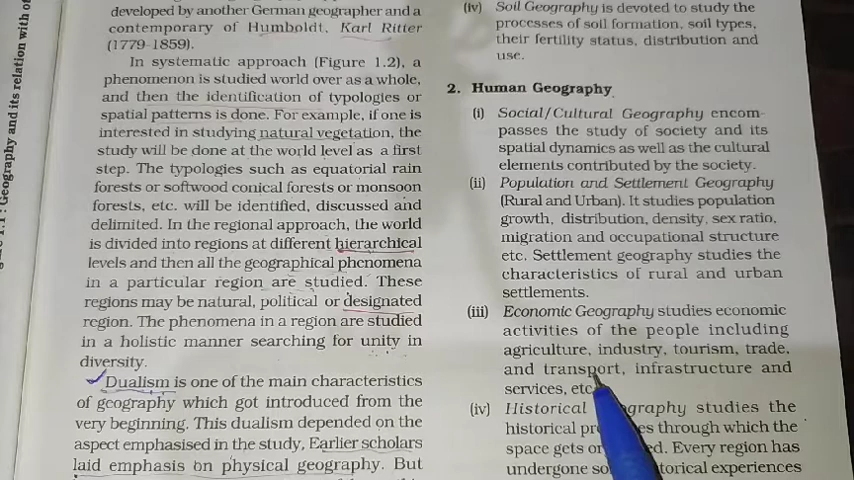 developed by another German geographer and a
contemporary of Humboldt, Karl Ritter
(1779-1859).
In systematic approach (Figure 1.2), a
phenomenon is studied world over as a whole,
and then the identification of typologies or
spatial patterns is done. For example, if one is
interested in studying natural vegetation, the
study will be done at the world level as a first
step. The typologies such as equatorial rain
forests or softwood conical forests or monsoon
forests, etc. will be identified, discussed and
delimited. In the regional approach, the world
is divided into regions at different hierarchical
levels and then all the geographical phenomena
in a particular region are studied. These
regions may be natural, political or designated
region. The phenomena in a region are studied
in a holistic manner searching for unity in
diversity.
Dualism is one of the main characteristics
of geography which got introduced from the
very beginning. This dualism depended on the
aspect emphasised in the study, Earlier scholars
laid emphasis on physical geography. But
(iv) Soil Geography is devoted to study the
processes of soil formation, soil types,
their fertility status, distribution and
use.
2. Human Geography
(i) Social/Cultural Geography encom-
passes the study of society and its
spatial dynamics as well as the cultural
elements contributed by the society.
(ii) Population and Settlement Geography
(Rural and Urban). It studies population
growth, distribution, density, sex ratio,
migration and occupational structure
etc. Settlement geography studies the
characteristics of rural and urban
settlements.
(iii) Economic Geography studies economic
activities of the people including
agriculture, industry, tourism, trade,
and transport, infrastructure and
services, etc
(iv) Historical studies the
historical through which the
space gets Every region has
undergone experiences
1.1 : Geography and its relation with